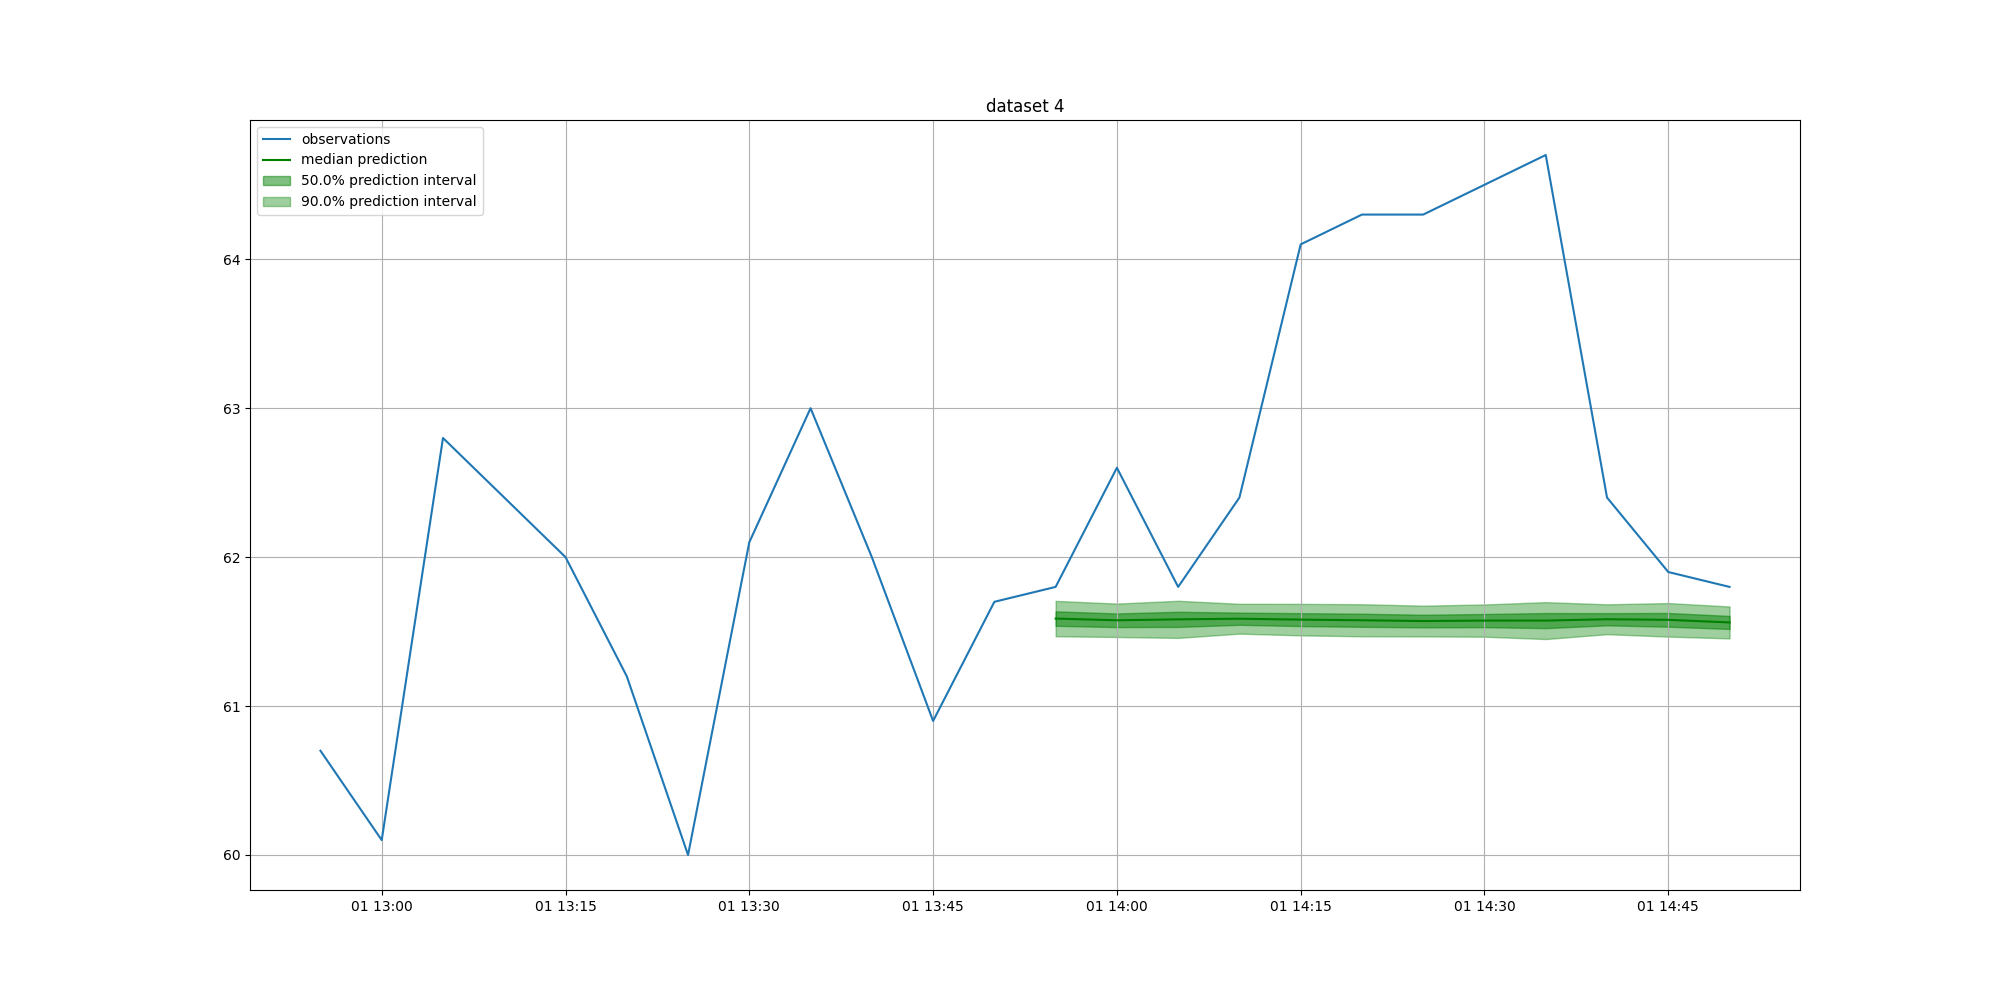 dataset 4
observations
median prediction
50.0% prediction interval
90.0% prediction interval
64
63
62
61
60
01 13:00 01 13:15 01 13:30 01 13:45 01 14:00 01 14:15 01 14:30 01 14:45